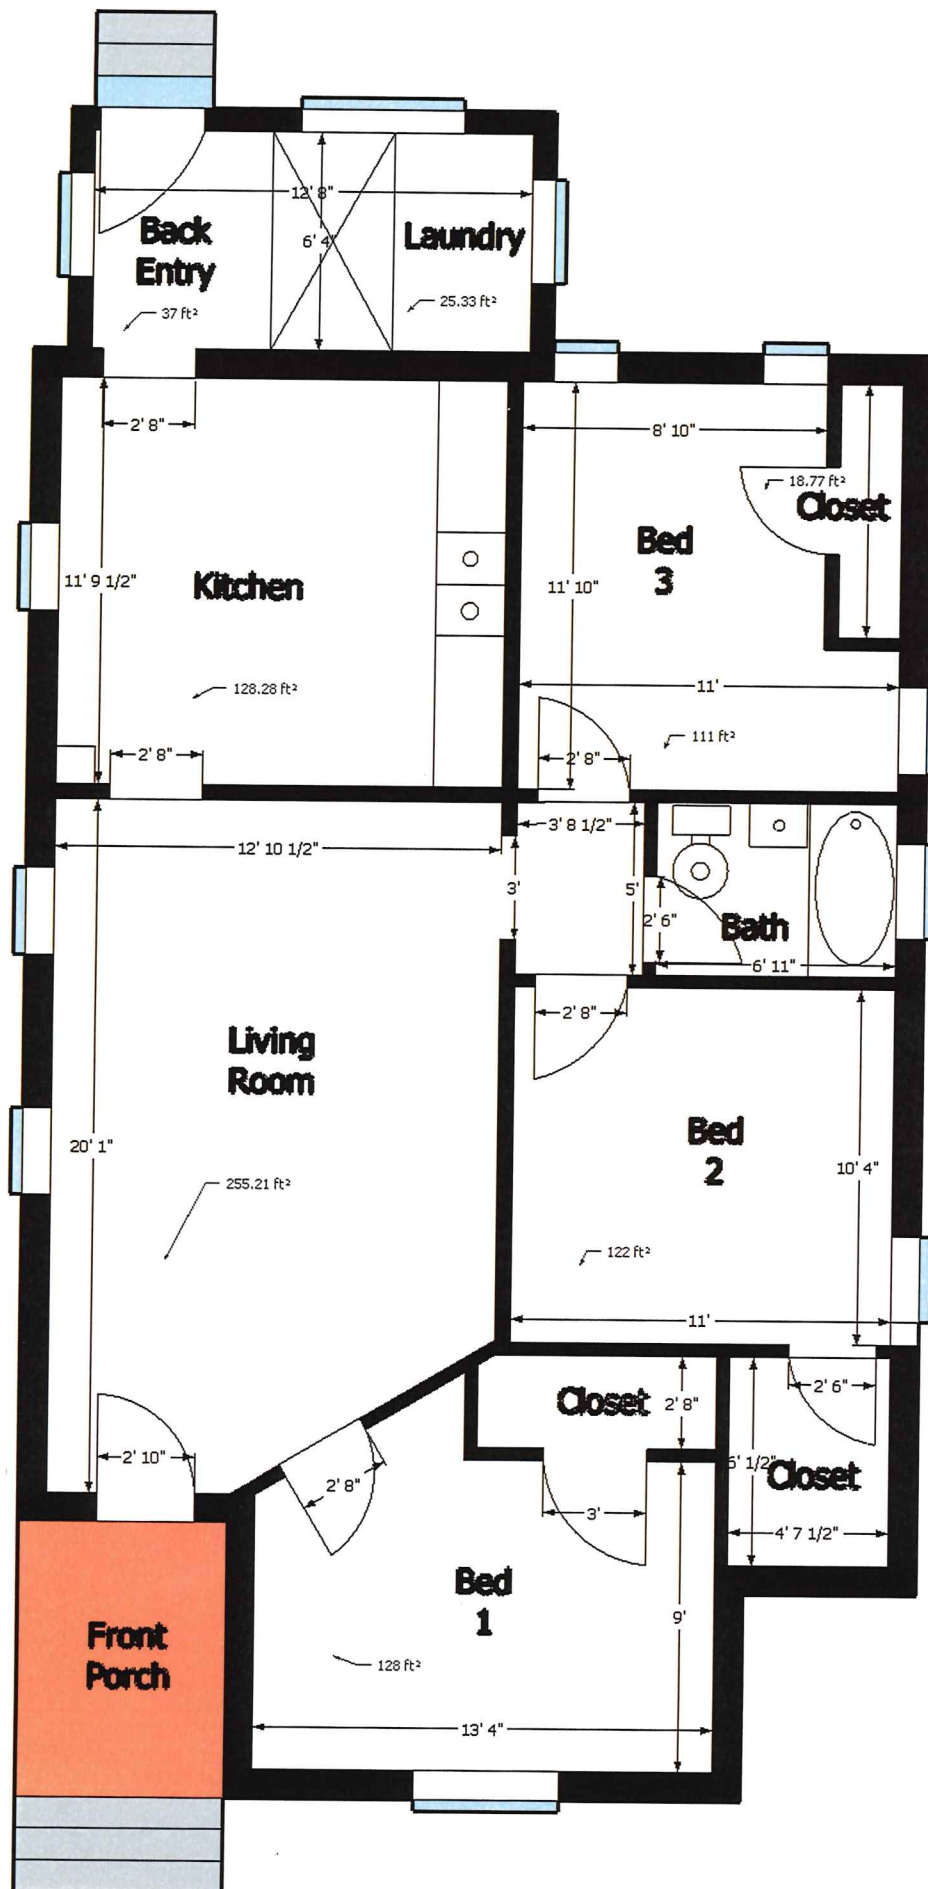 12' 8"
Back
Entry
6' 4"
Laundry
37 ft²
25.33 ft²
2' 8"
8' 10"
18.77 ft²
Closet
Bed
3
11' 9 1/2"
Kitchen
11' 10"
128.28 ft²
11'
111 ft²
2' 8"
2' 8"
3' 8 1/2"
12' 10 1/2"
3'
5'
2' 6"
Bath
6' 11"
2' 8"
Living
Room
Bed
2
20' 1"
10' 4"
255.21 ft²
122 ft²
11'
2' 6"
Closet
2' 8"
6' 1/2"
Closet
2' 10"
2' 8"
3'
4' 7 1/2"
Bed
1
9'
Front
Porch
128 ft²
13' 4"